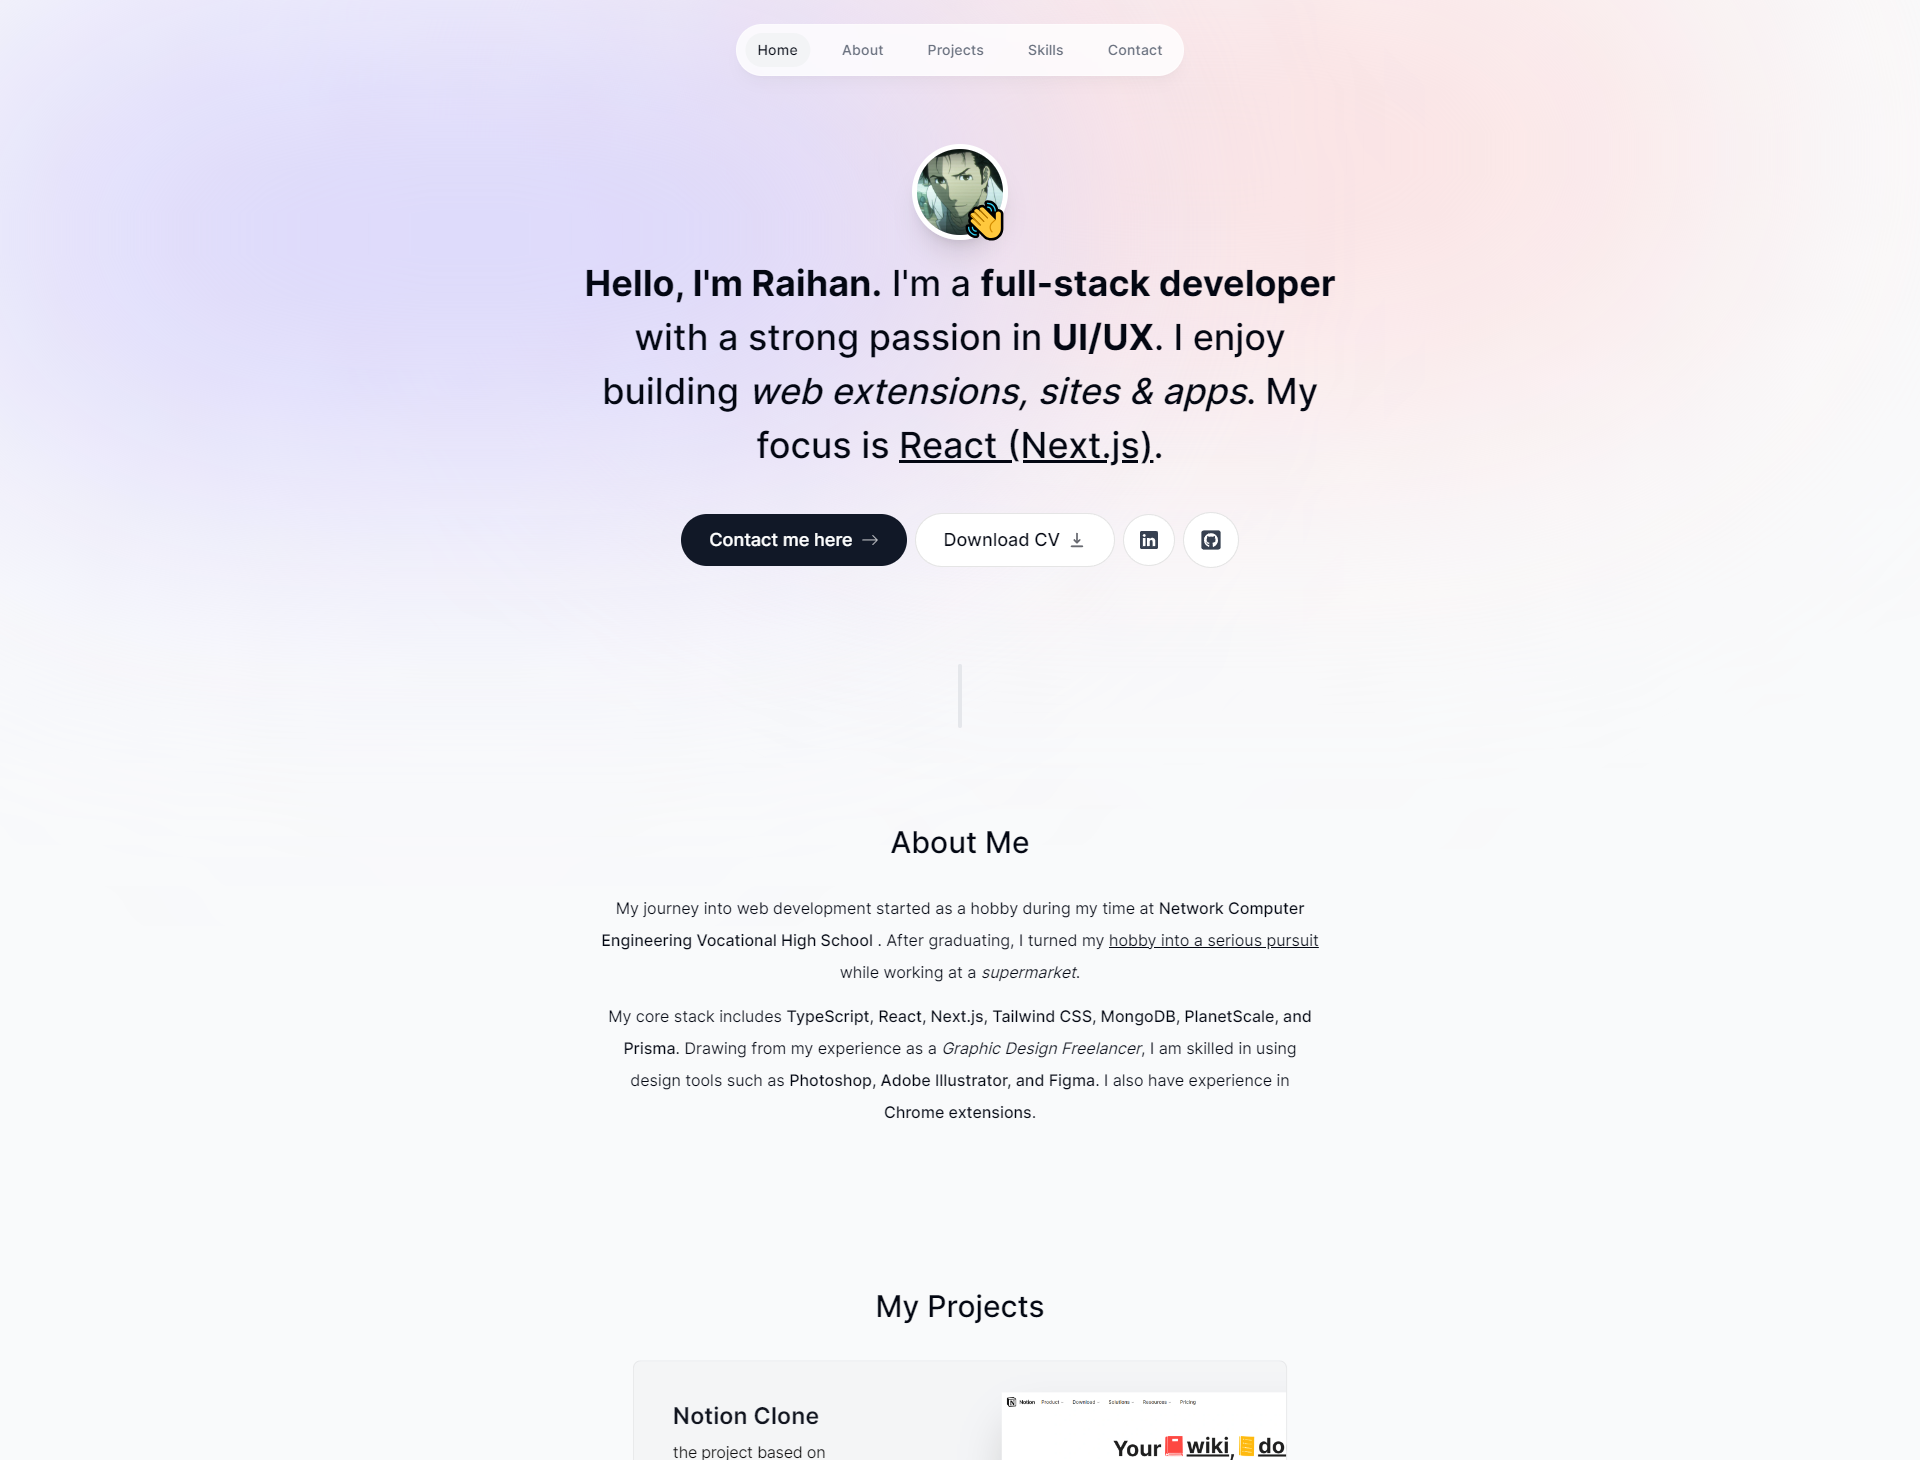 Home About Projects Skills Contact
Hello, I'm Raihan. I'm a full-stack developer
with a strong passion in UI/UX. I enjoy
building web extensions, sites & apps. My
focus is React (Next.js).
Contact me here
Download CV
in
About Me
My journey into web development started as a hobby during my time at Network Computer
Engineering Vocational High School . After graduating, I turned my hobby into a serious pursuit
while working at a supermarket.
My core stack includes TypeScript, React, Next.js, Tailwind CSS, MongoDB, PlanetScale, and
Prisma. Drawing from my experience as a Graphic Design Freelancer, I am skilled in using
design tools such as Photoshop, Adobe Illustrator, and Figma. I also have experience in
Chrome extensions.
My Projects
Notion Clone
the project based on
Notion Product Download Solutions Resources Pricing
Your wiki, do